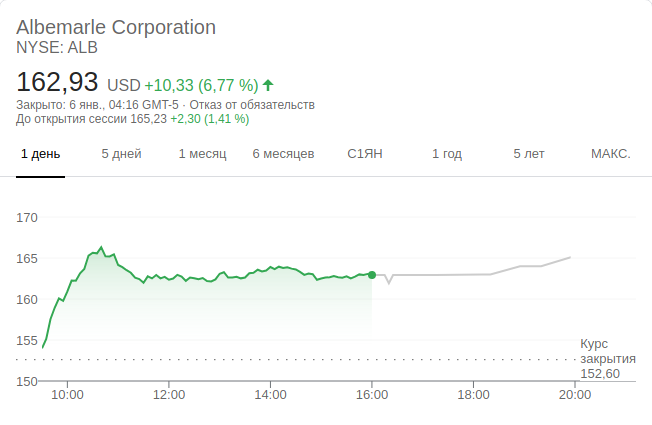 Albemarle Corporation
NYSE: ALB
162,93 USD +10,33 (6,77 %)
Закрыто: 6 янв., 04:16 GMT-5 · Отказ от обязательств
До открытия сессии 165,23 +2,30 (1,41 %)
1 день 5 дней 1 месяц 6 месяцев С1ЯН 1 год 5 лет МАКС.
170
165
160
155
Курс
закрытия
152,60
150
10:00 12:00 14:00 16:00 18:00 20:00